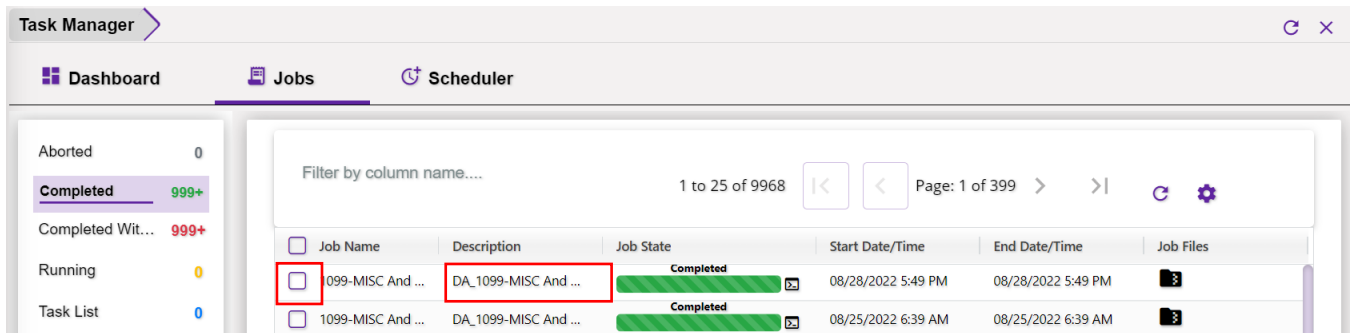 Task Manager
Dashboard Jobs Scheduler
Aborted 0
Completed 999+
Completed Wit... 999+
Running 0
Task List 0
Filter by column name....
1 to 25 of 9968 Page: 1 of 399
Job Name Description Job State Start Date/Time End Date/Time Job Files
1099-MISC And ... DA_1099-MISC And ... Completed 08/28/2022 5:49 PM 08/28/2022 5:49 PM
1099-MISC And ... DA_1099-MISC And ... Completed 08/25/2022 6:39 AM 08/25/2022 6:39 AM